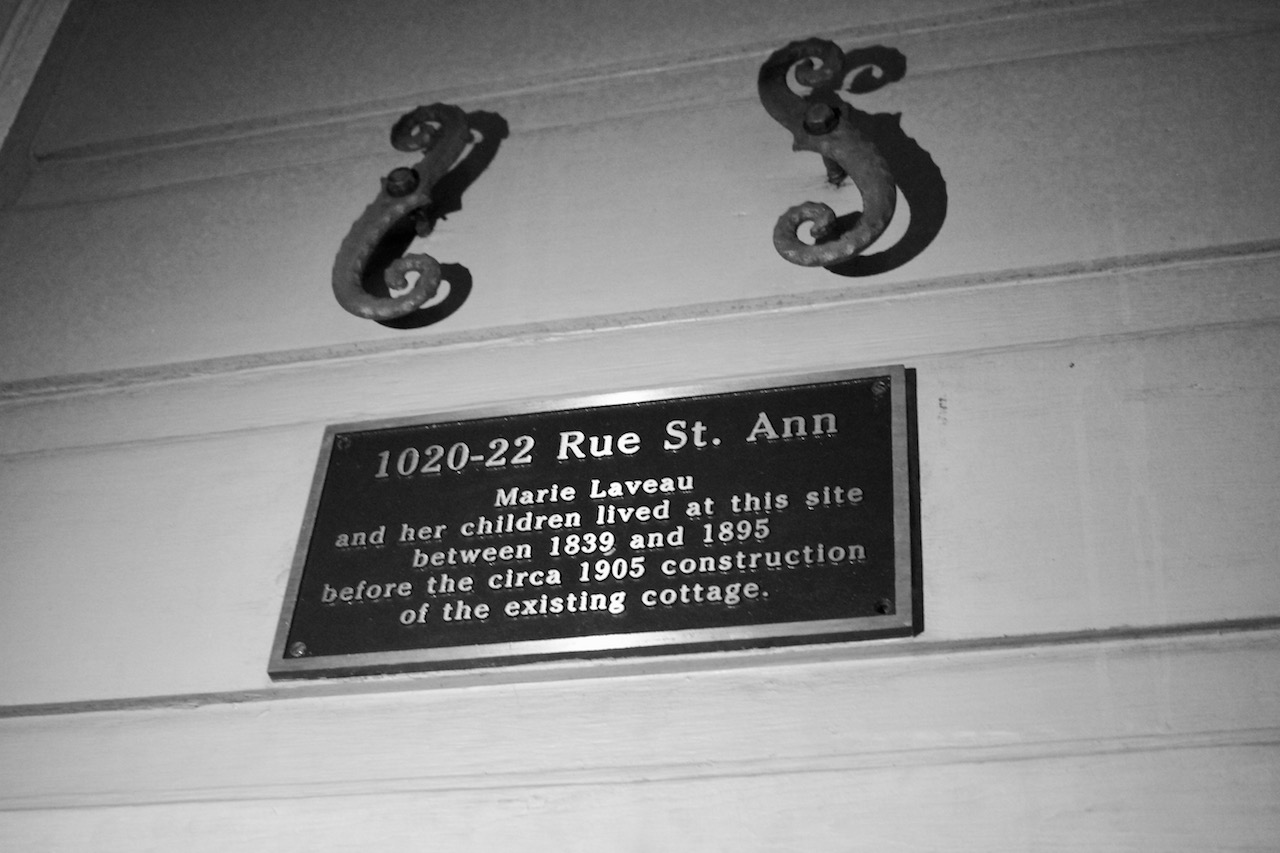 1020-22 Rue St. Ann
Marie Laveau
and her children lived at this site
between 1839 and 1895
before the circa 1905 construction
of the existing cottage.